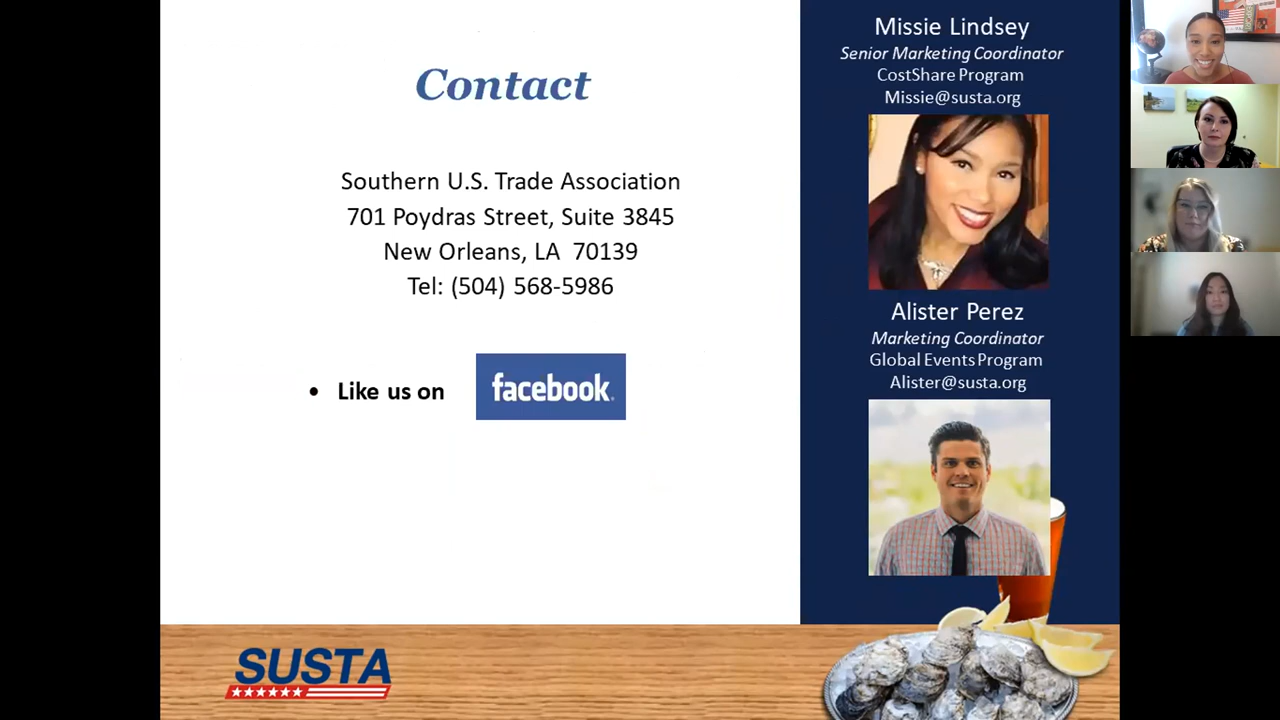 Contact
Southern U.S. Trade Association
701 Poydras Street, Suite 3845
New Orleans, LA 70139
Tel: (504) 568-5986
• Like us on
facebook.
Missie Lindsey
Senior Marketing Coordinator
CostShare Program
Missie@susta.org
Alister Perez
Marketing Coordinator
Global Events Program
Alister@susta.org
SUSTA